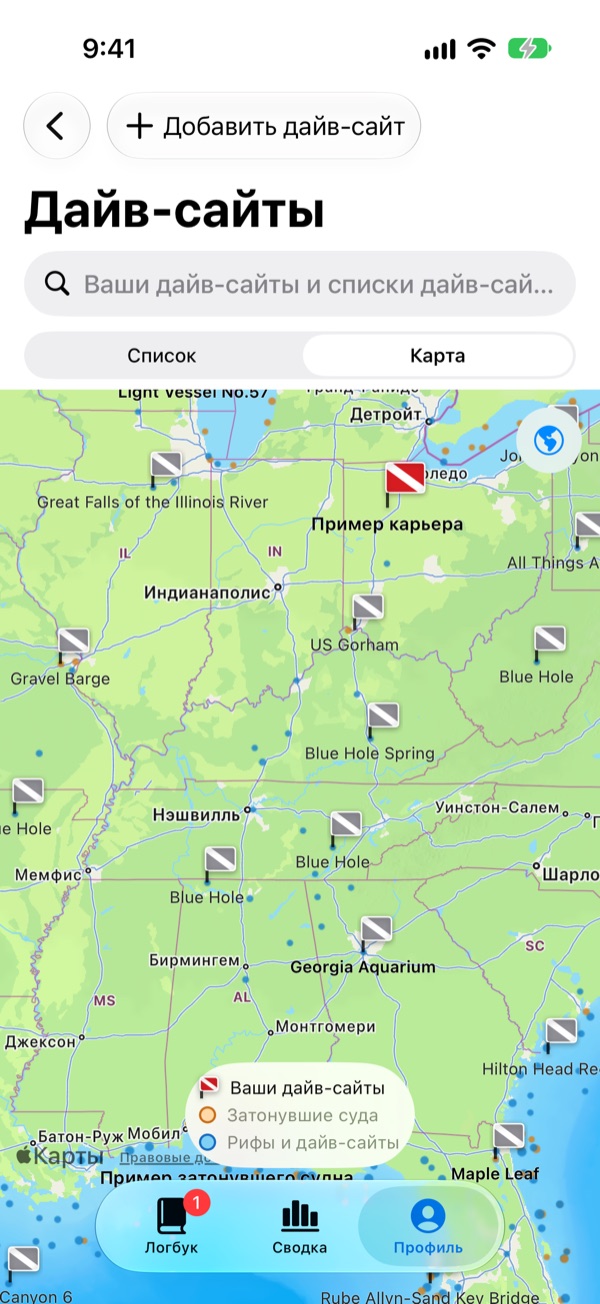 9:41
Добавить дайв-сайт
Дайв-сайты
Ваши дайв-сайты и списки дайв-сай...
Список
Карта
Light Vessel No.57
Детройт
Great Falls of the Illinois River
Пример карьера
All Things A
IL
IN
Индианаполис
US Gorham
Gravel Barge
Blue Hole
Blue Hole Spring
Нэшвилль
Уинстон-Салем
e Hole
Blue Hole
Мемфис
Шарло
Blue Hole
SC
Бирмингем
Georgia Aquarium
MS
AL
Монтгомери
Джексон
Hilton Head Re
Ваши дайв-сайты
Затонувшие суда
Рифы и дайв-сайты
Батон-Руж
Мобил
Карты
Правовые до
Maple Leaf
Пример затонувшего судна
1
Логбук
Сводка
Профиль
Canyon 6
Rube Allyn-Sand Key Bridge